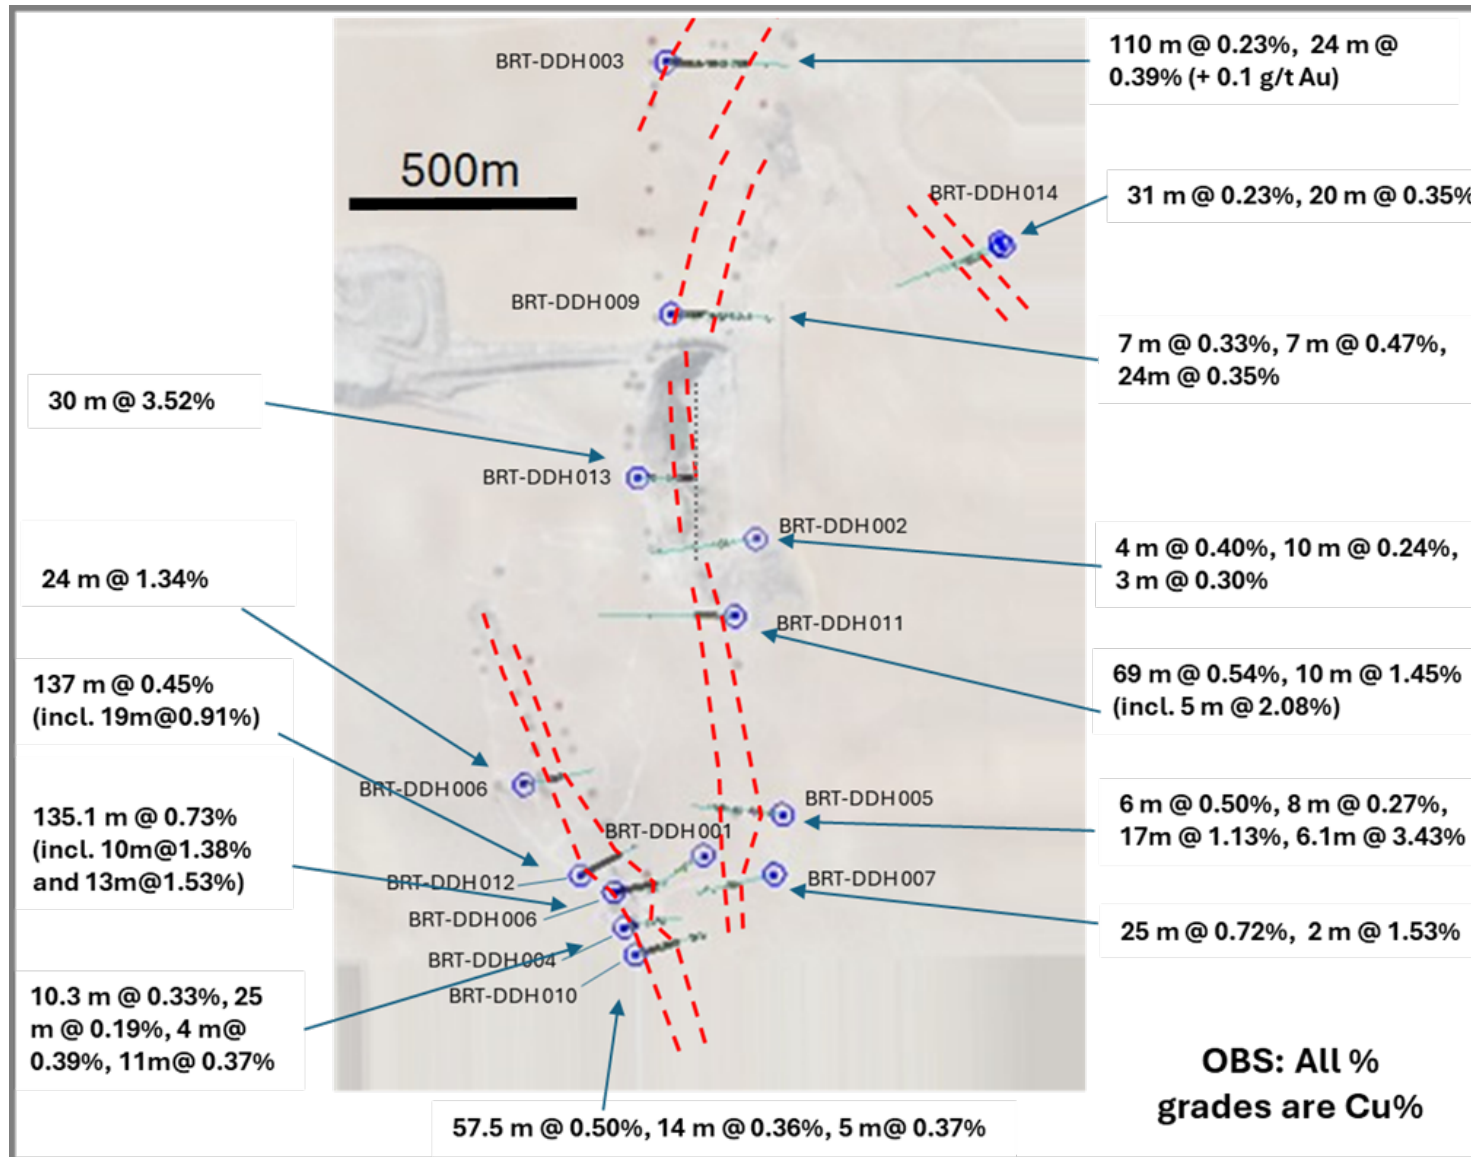 BRT-DDH003
110 m @ 0.23%, 24 m @
0.39% (+ 0.1 g/t Au)
500m
BRT-DDH014
31 m @ 0.23%, 20 m @ 0.35%
BRT-DDH009
7 m @ 0.33%, 7 m @ 0.47%,
24m @ 0.35%
30 m @ 3.52%
BRT-DDH013
BRT-DDH002
4 m @ 0.40%, 10 m @ 0.24%,
3 m @ 0.30%
24 m @ 1.34%
BRT-DDH011
69 m @ 0.54%, 10 m @ 1.45%
(incl. 5 m @ 2.08%)
137 m @ 0.45%
(incl. 19m@0.91%)
BRT-DDH006
BRT-DDH005
6 m @ 0.50%, 8 m @ 0.27%,
17m @ 1.13%, 6.1m @ 3.43%
135.1 m @ 0.73%
(incl. 10m@1.38%
and 13m@1.53%)
BRT-DDH001
BRT-DDH012
BRT-DDH007
BRT-DDH006
25 m @ 0.72%, 2 m @ 1.53%
BRT-DDH004
BRT-DDH010
10.3 m @ 0.33%, 25
m @ 0.19%, 4 m@
0.39%, 11m@ 0.37%
57.5 m @ 0.50%, 14 m @ 0.36%, 5 m@ 0.37%
OBS: All %
grades are Cu%